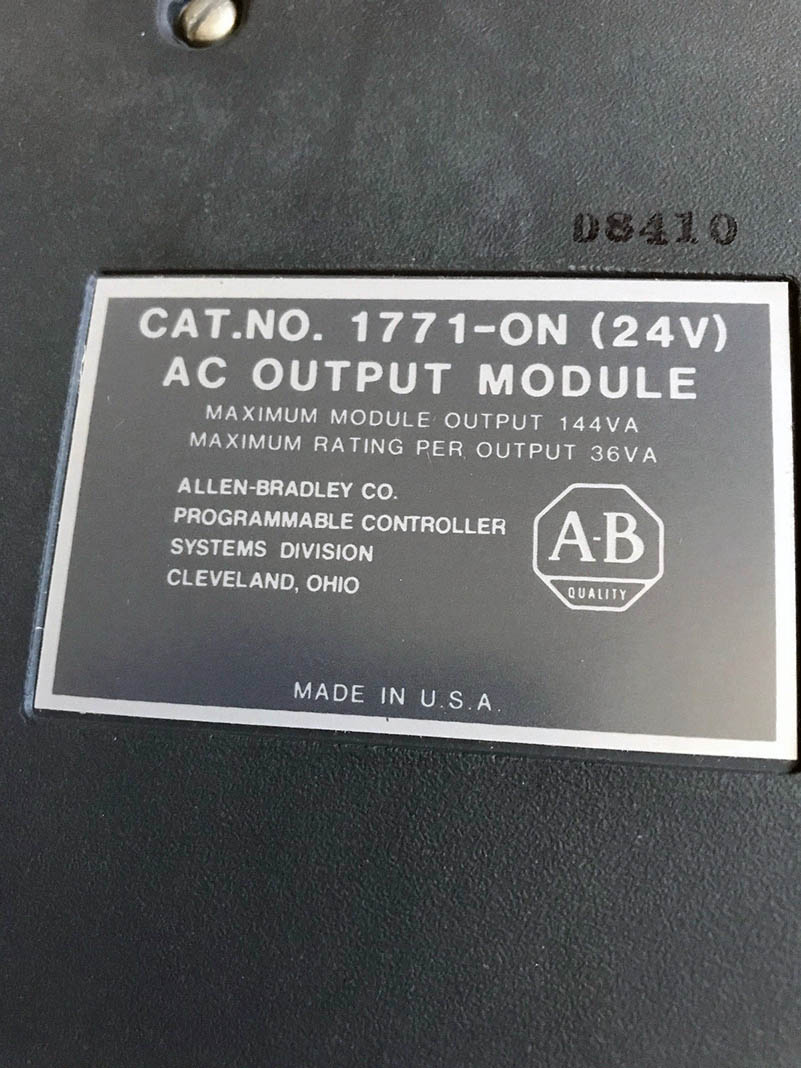 D8410
CAT.NO. 1771-ON (24V)
AC OUTPUT MODULE
MAXIMUM MODULE OUTPUT 144VA
MAXIMUM RATING PER OUTPUT 36VA
ALLEN-BRADLEY CO.
PROGRAMMABLE CONTROLLER
SYSTEMS DIVISION
CLEVELAND, OHIO
A-B
QUALITY
MADE IN U.S.A.